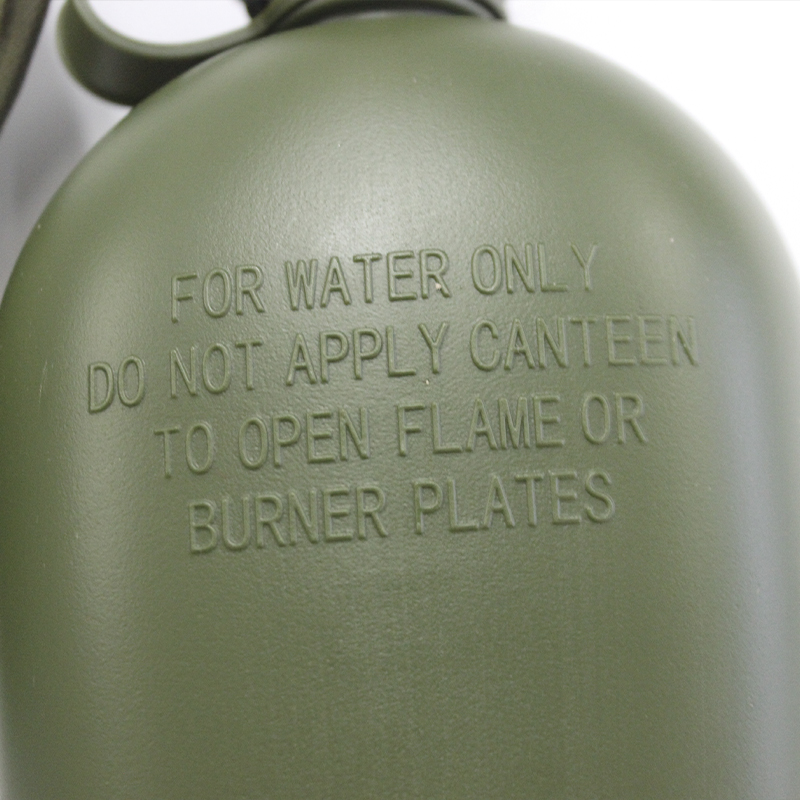 FOR WATER ONLY
DO NOT APPLY CANTEEN
TO OPEN FLAME OR
BURNER PLATES